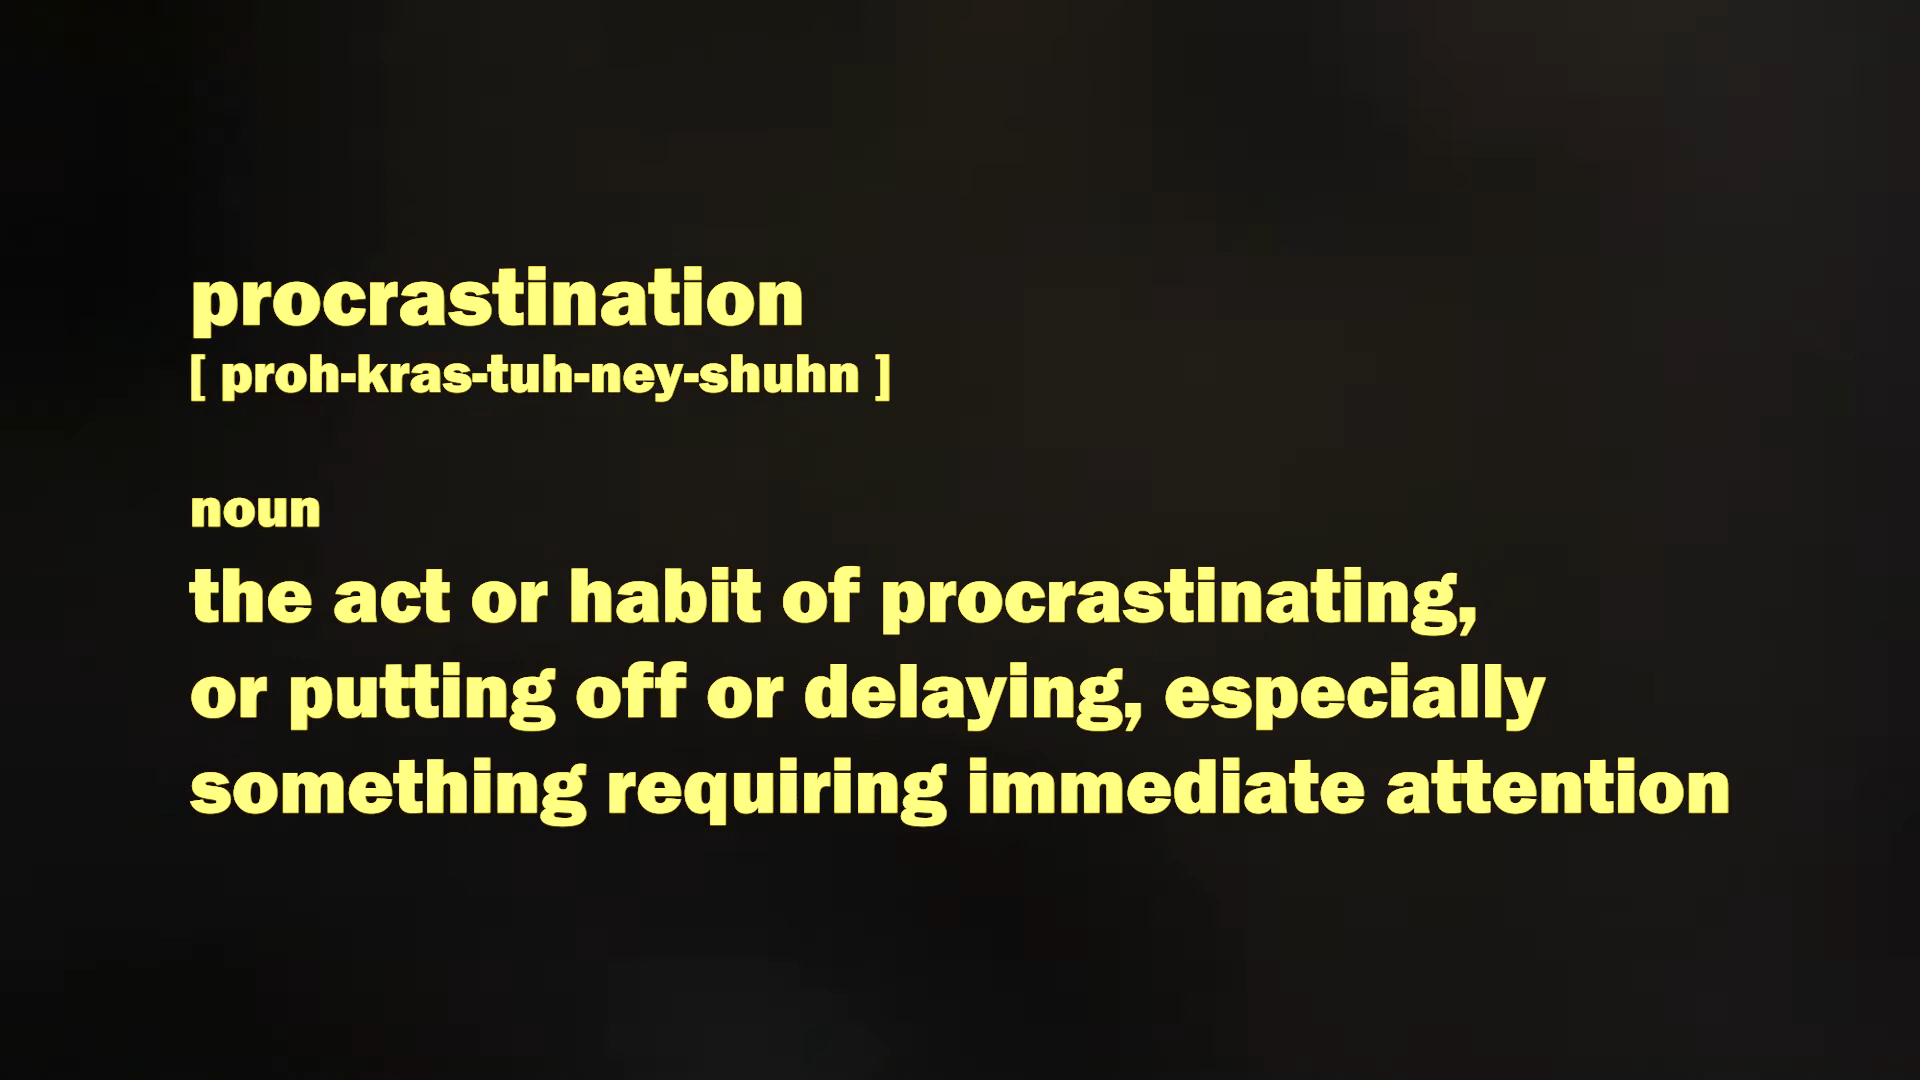 procrastination
[ proh-kras-tuh-ney-shuhn ]
noun
the act or habit of procrastinating,
or putting off or delaying, especially
something requiring immediate attention